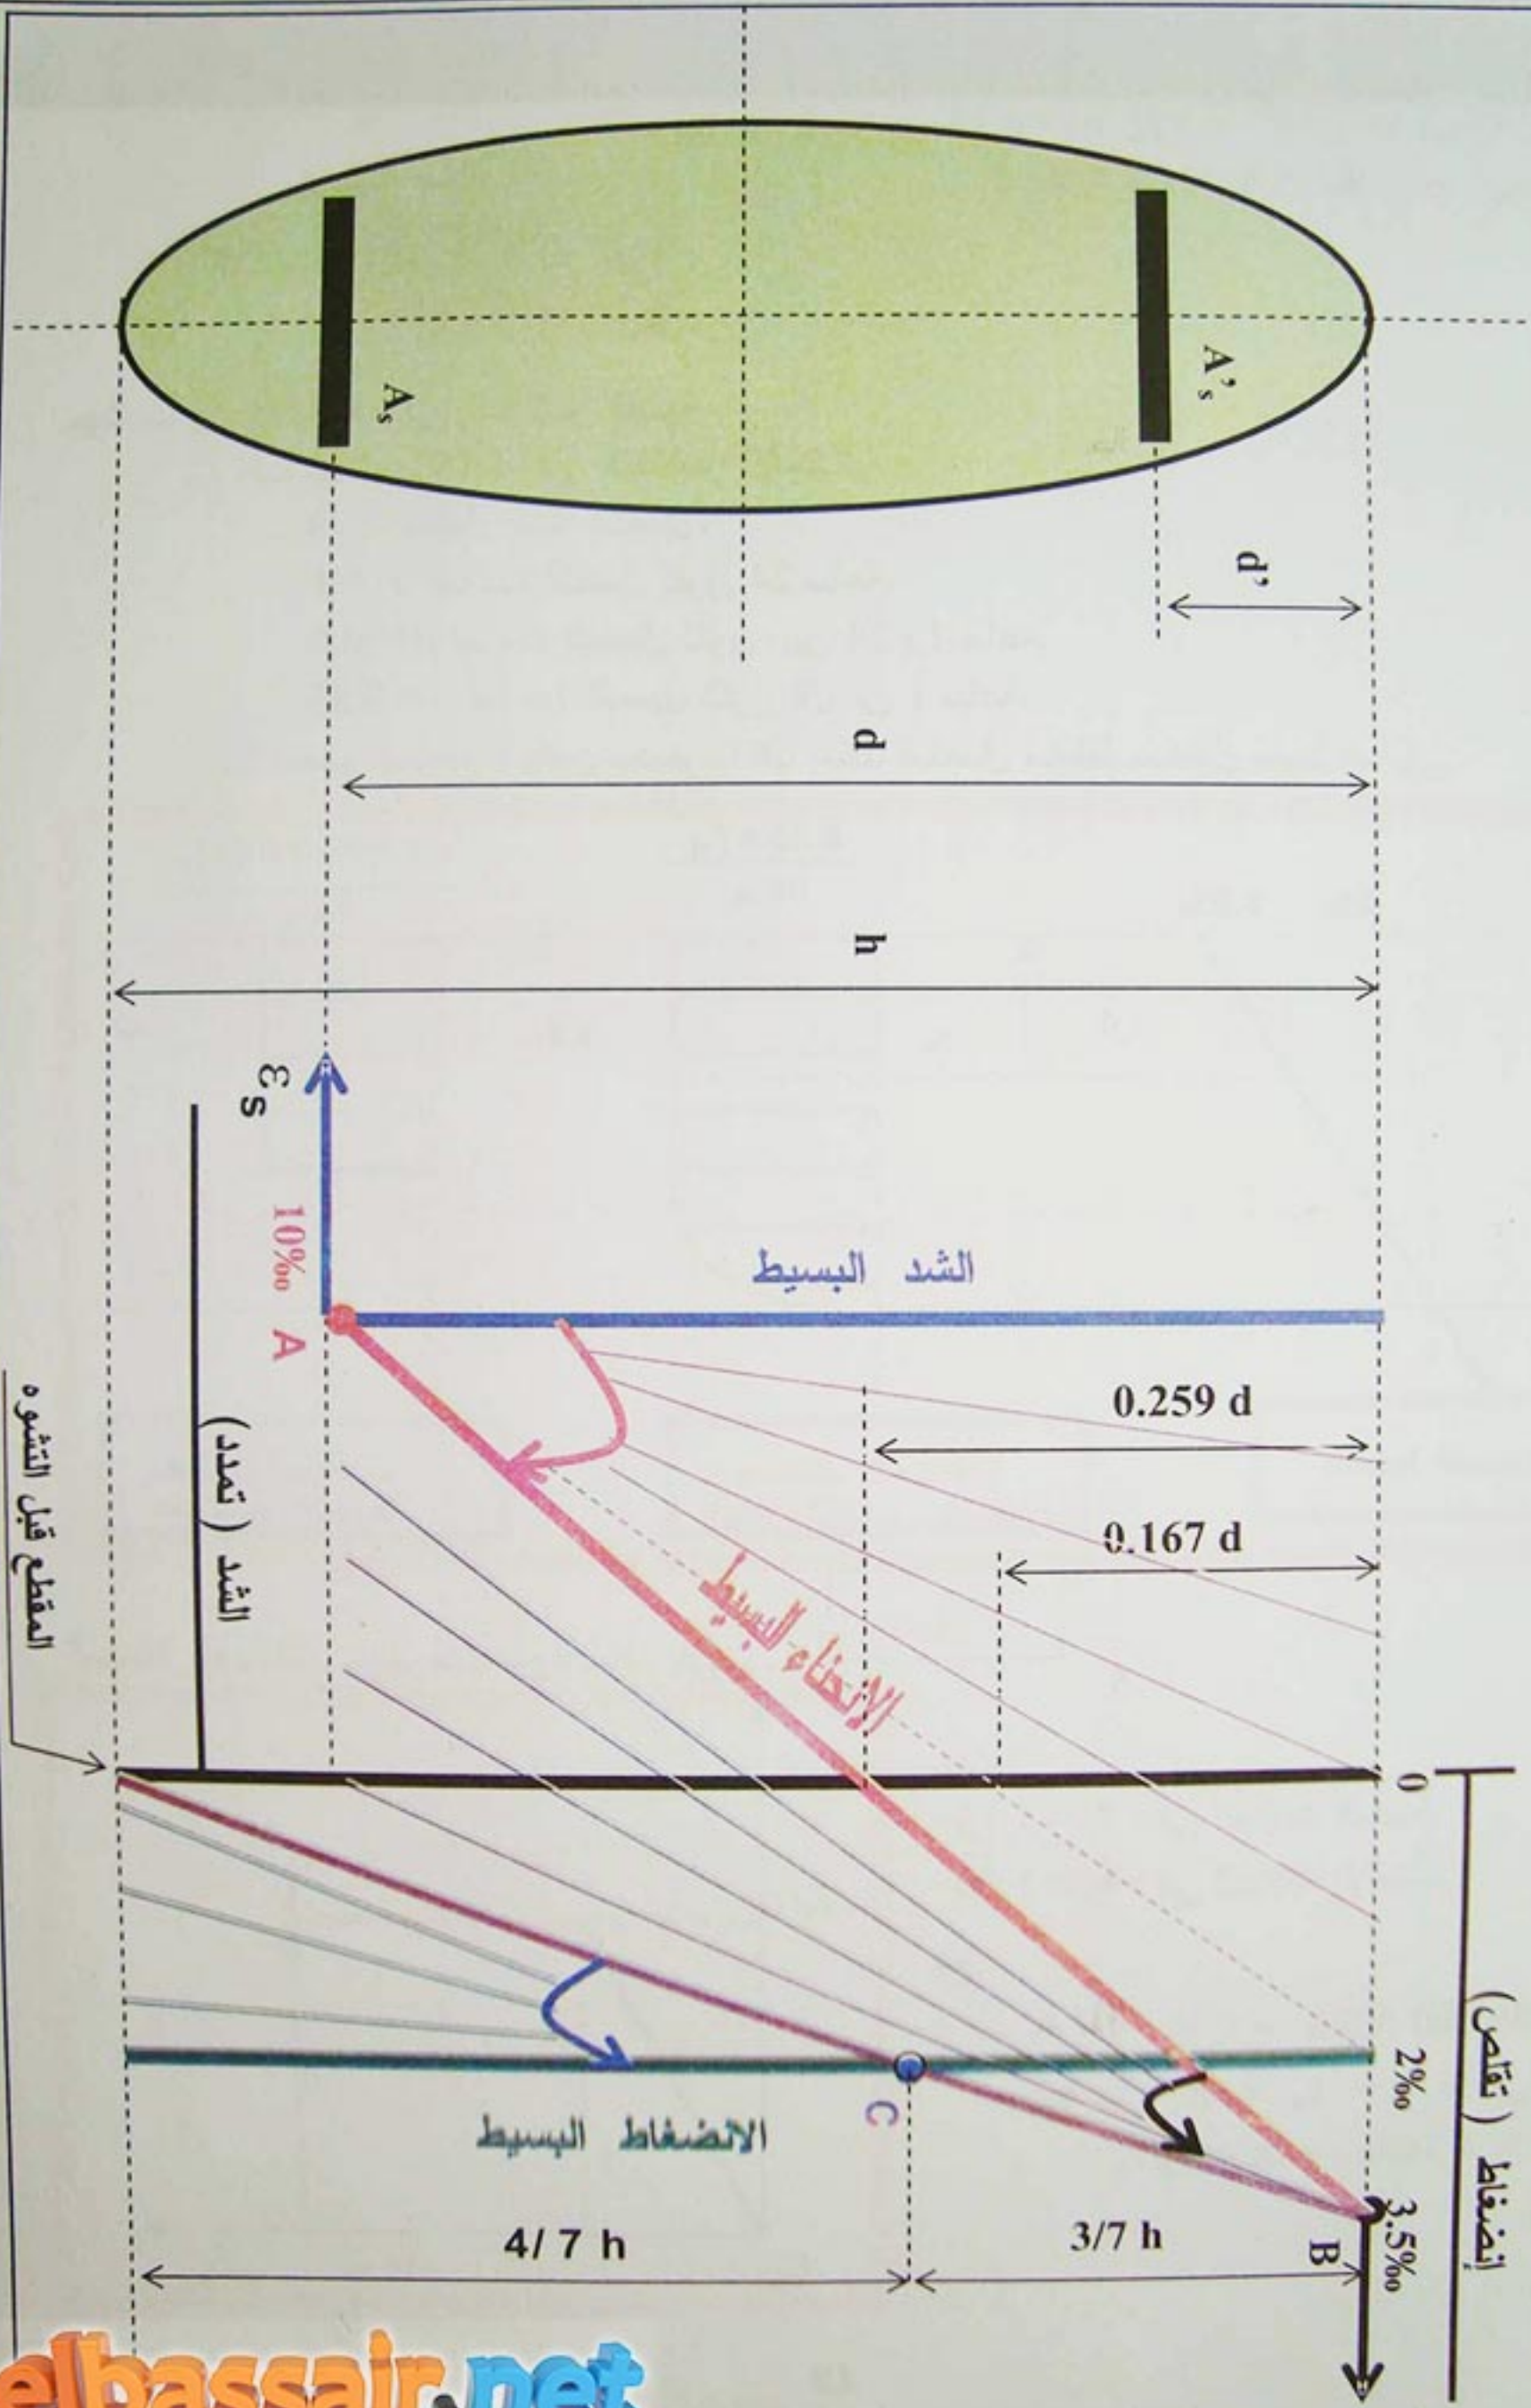 إنضغاط ( تقلص)
0
2‰
3.5‰
B
A's
d'
d
h
0.259 d
0.167 d
3/7 h
4/ 7 h
C
الشد البسيط
الإنحناء البسيط
الانضغاط البسيط
As
εs
10‰
A
الشد ( تمدد)
المقطع قبل التشوه
elbassair.net